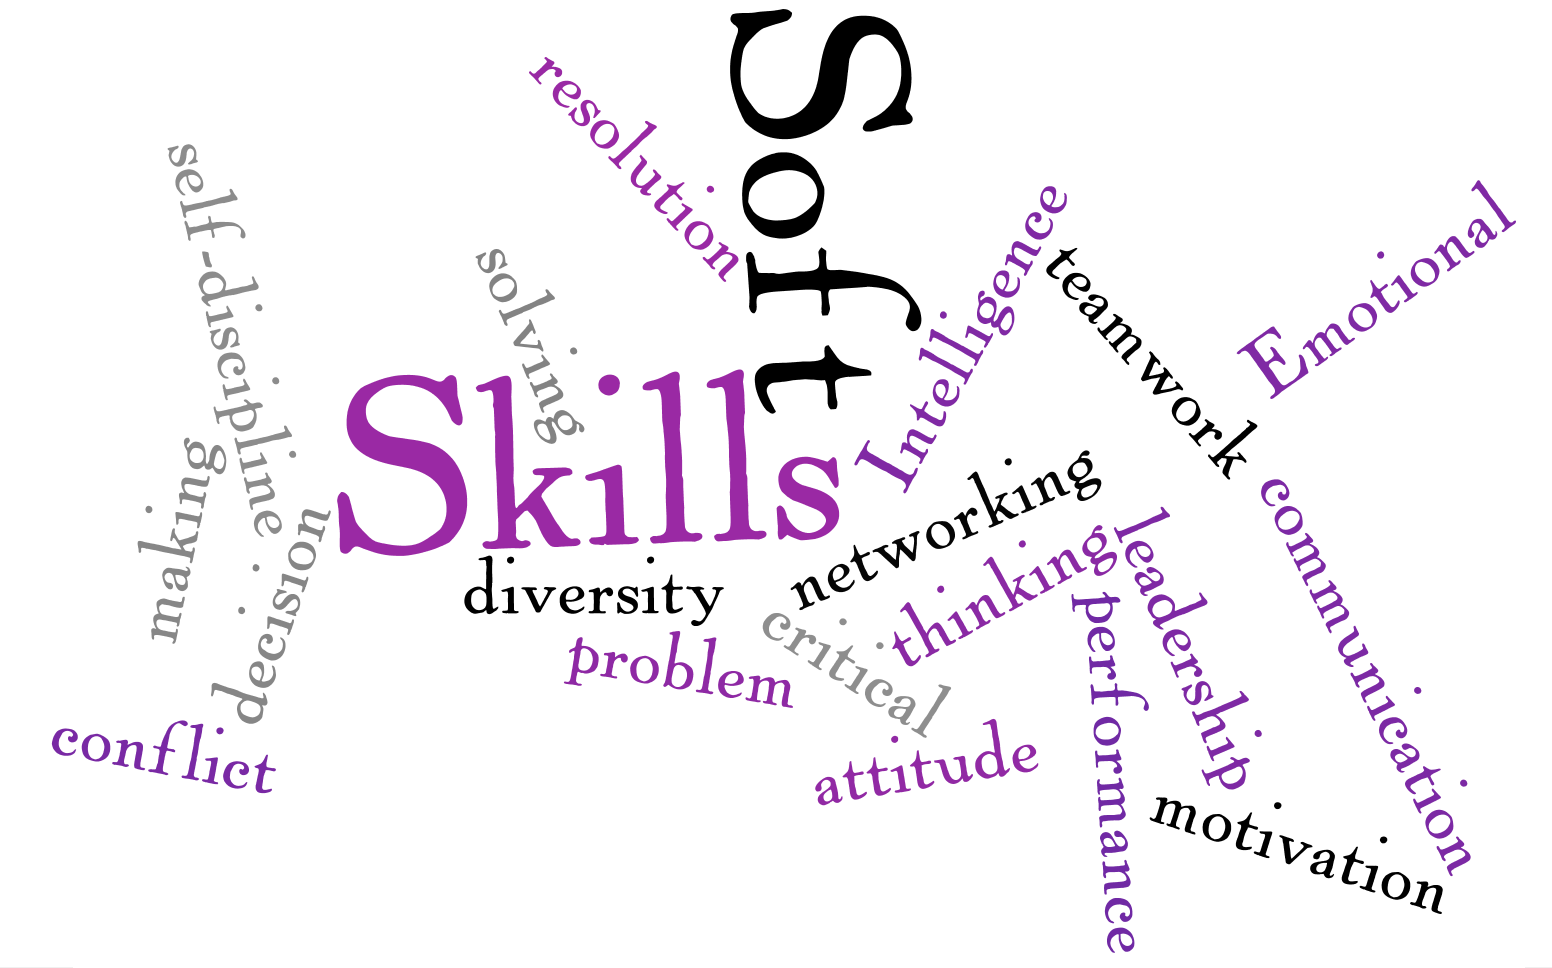 Soft
resolution
self-discipline
solving
Intelligence
teamwork
Emotional
Skills
making
decision
networking
diversity
thinking
leadership
communication
critical
problem
performance
conflict
attitude
motivation